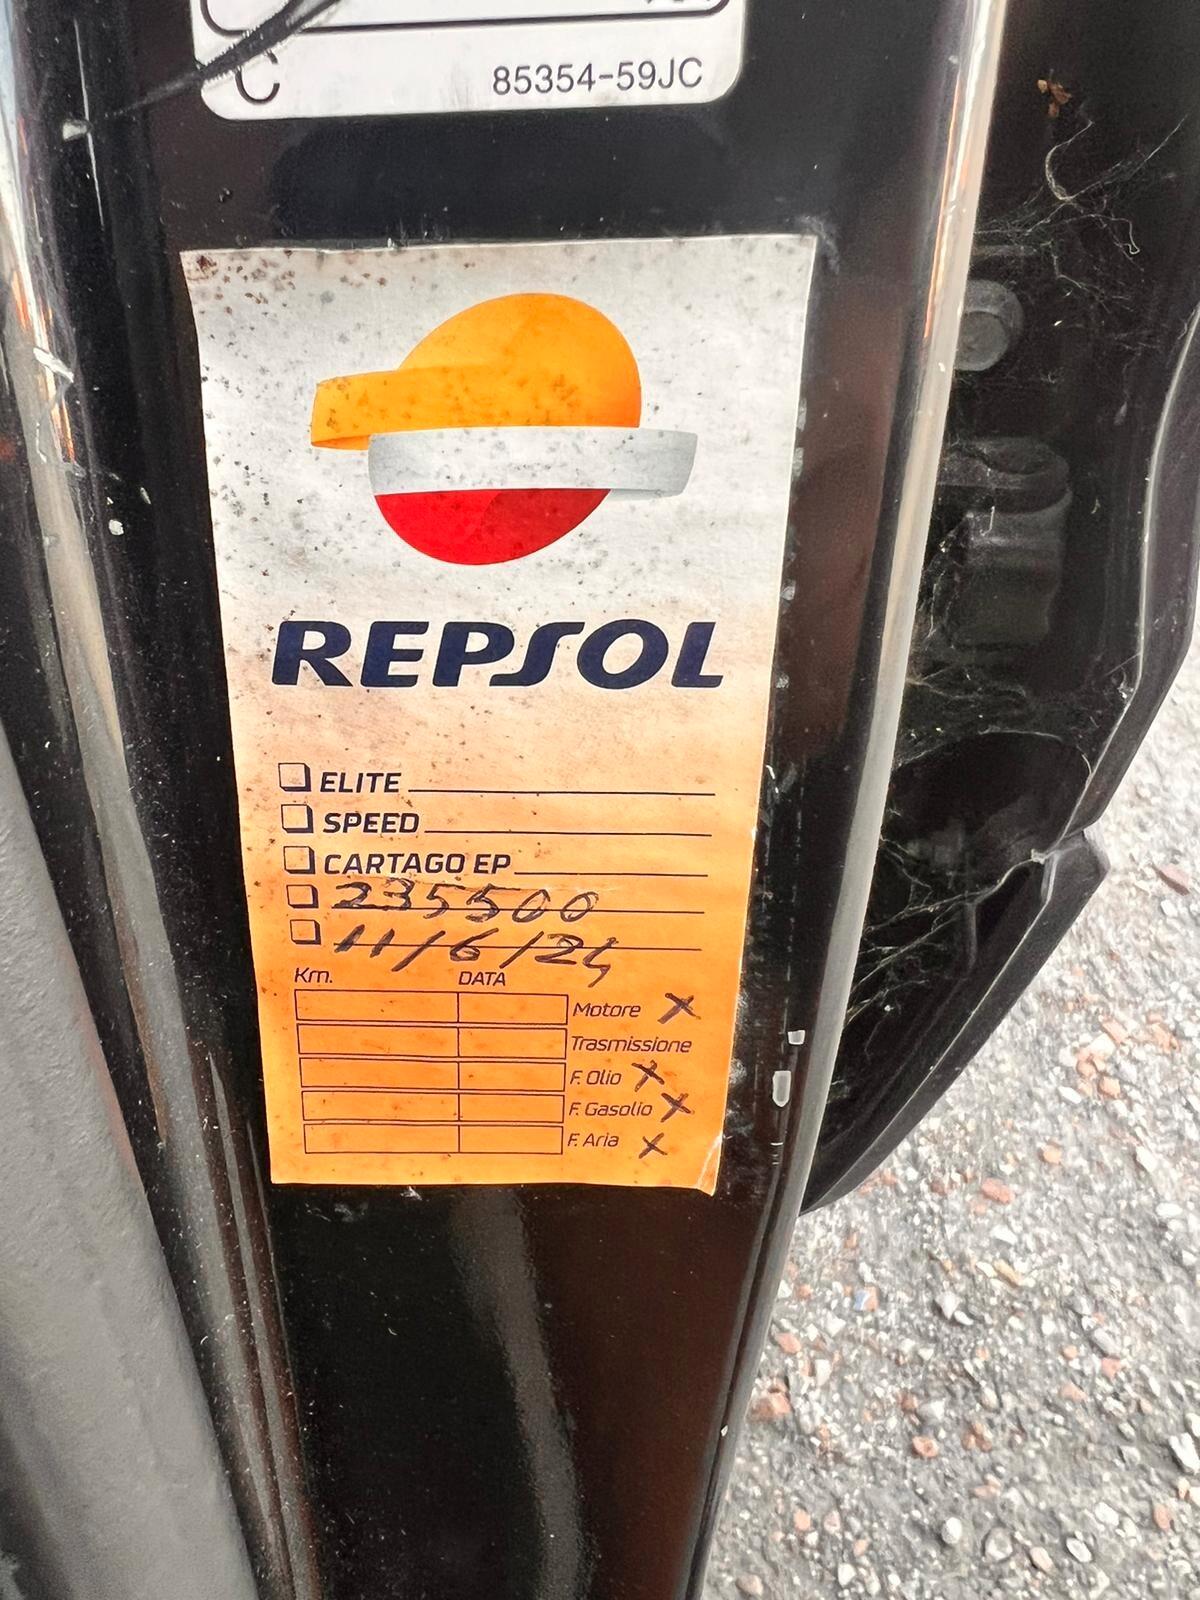 C 85354-59JC
REPSOL
ELITE
SPEED
CARTAGO EP
235500
11/6/24
Km. DATA
Motore X
Trasmissione
F. Olio X
F. Gasolio X
F. Aria X